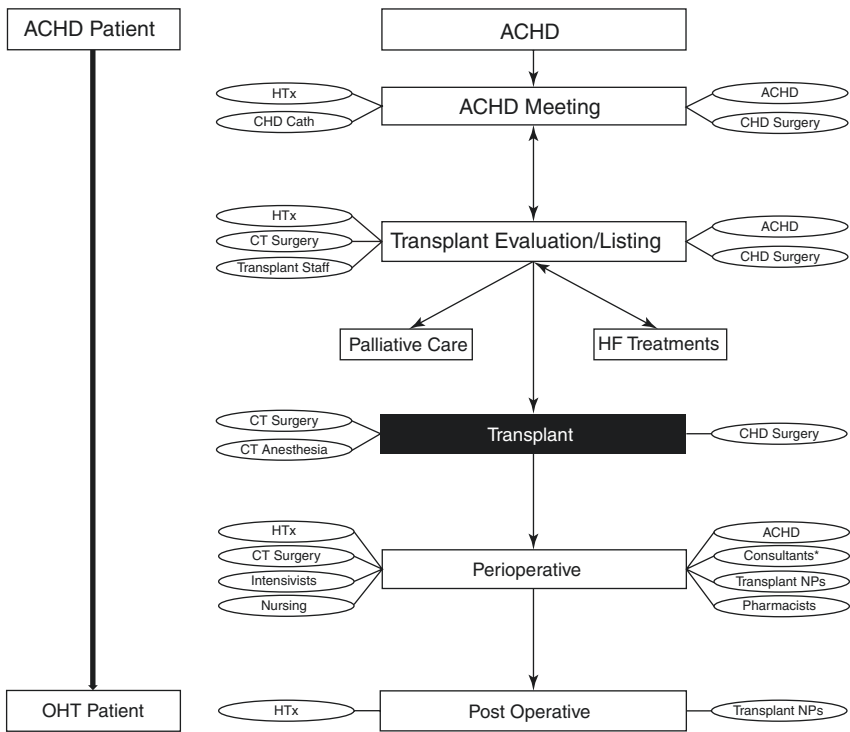 ACHD Patient
ACHD
HTx
CHD Cath
ACHD Meeting
ACHD
CHD Surgery
HTx
CT Surgery
Transplant Staff
Transplant Evaluation/Listing
ACHD
CHD Surgery
Palliative Care
HF Treatments
CT Surgery
CT Anesthesia
Transplant
CHD Surgery
HTx
CT Surgery
Intensivists
Nursing
Perioperative
ACHD
Consultants*
Transplant NPs
Pharmacists
OHT Patient
HTx
Post Operative
Transplant NPs